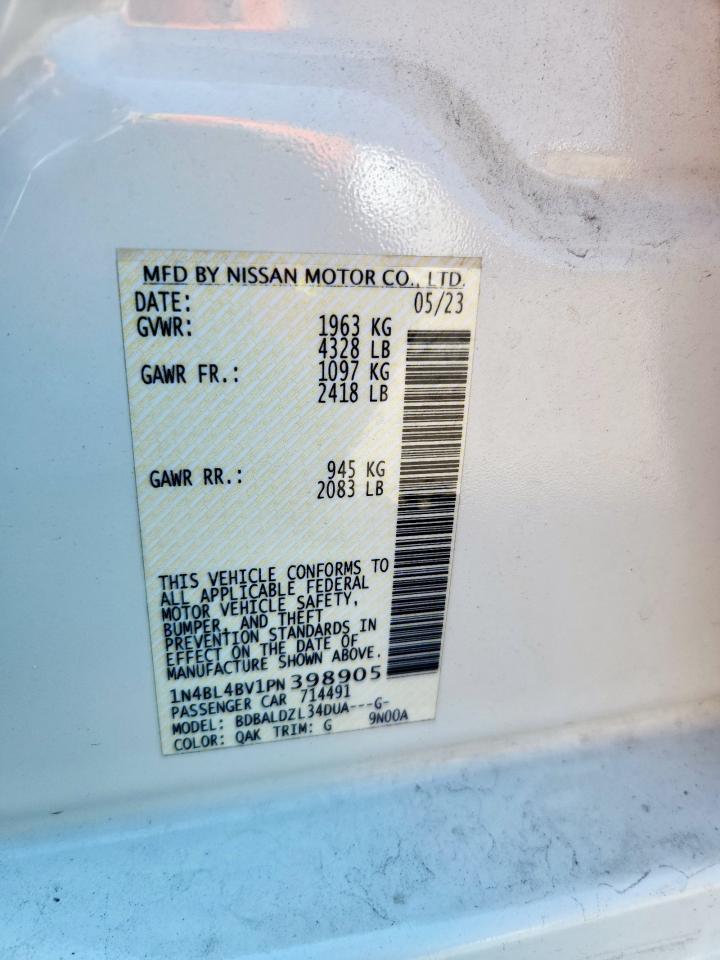 MFD BY NISSAN MOTOR CO., LTD.
DATE: 05/23
GVWR: 1963 KG
4328 LB
GAWR FR.: 1097 KG
2418 LB
GAWR RR.: 945 KG
2083 LB
THIS VEHICLE CONFORMS TO
ALL APPLICABLE FEDERAL
MOTOR VEHICLE SAFETY,
BUMPER, AND THEFT
PREVENTION STANDARDS IN
EFFECT ON THE DATE OF
MANUFACTURE SHOWN ABOVE.
1N4BL4BV1PN398905
PASSENGER CAR 714491
MODEL: BDBALDZL34DUA---G-
COLOR: QAK TRIM: G 9N00A